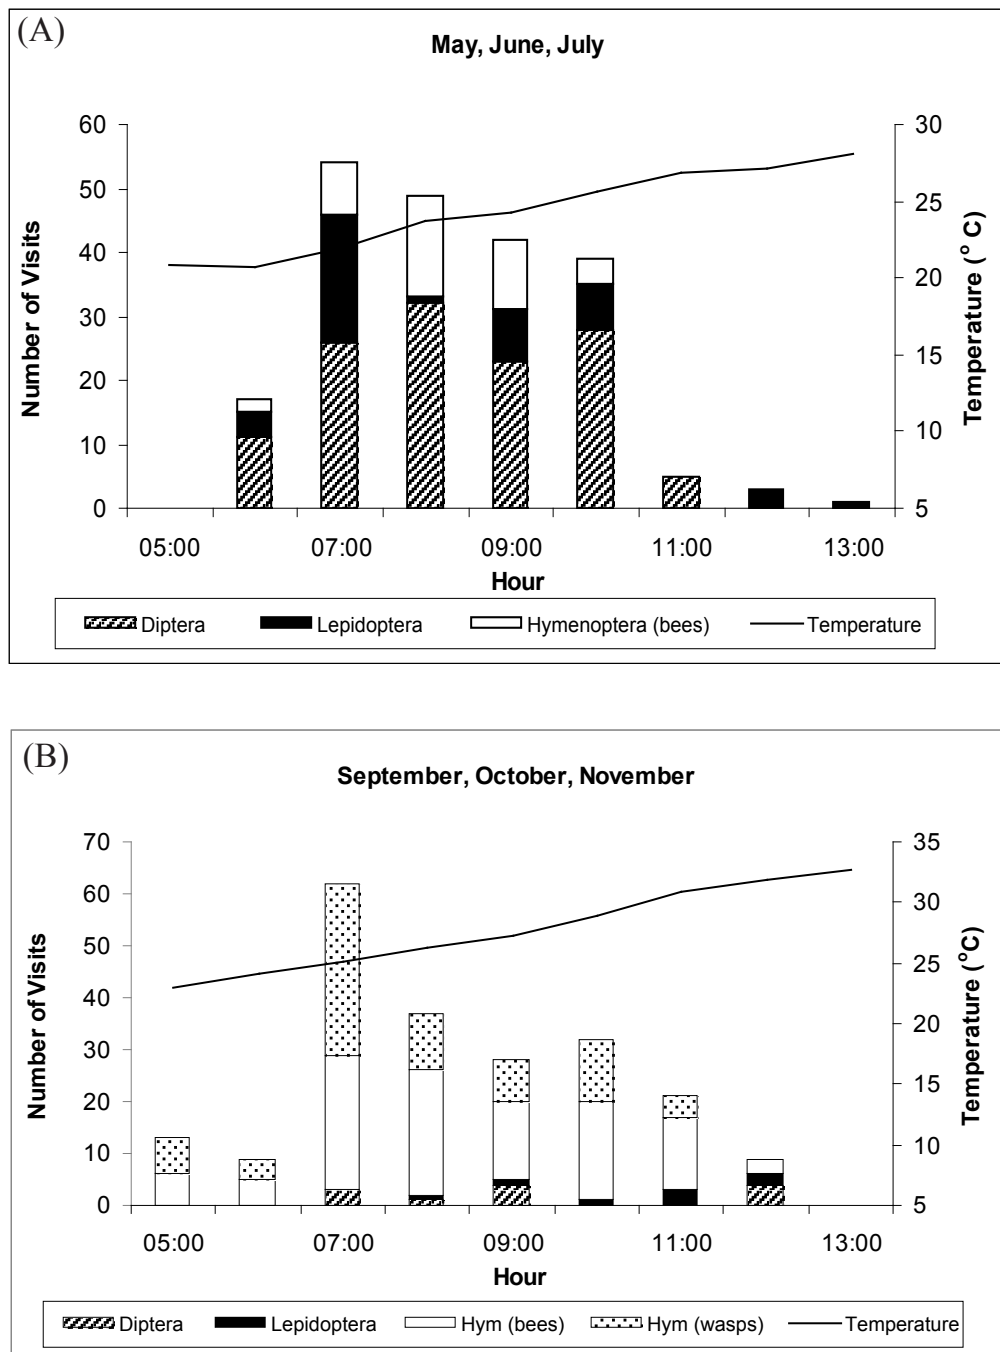 (A)
May, June, July
60
50
40
30
20
10
0
Number of Visits
30
25
20
15
10
5
Temperature (° C)
05:00 07:00 09:00 11:00 13:00
Hour
Diptera Lepidoptera Hymenoptera (bees) Temperature
(B)
September, October, November
70
60
50
40
30
20
10
0
Number of Visits
35
30
25
20
15
10
5
Temperature (°C)
05:00 07:00 09:00 11:00 13:00
Hour
Diptera Lepidoptera Hym (bees) Hym (wasps) Temperature